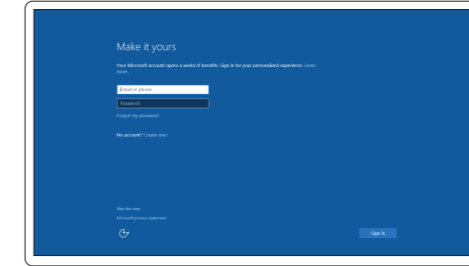 Make it yours
Your Microsoft account opens a world of benefits. Sign in for your personalized experience. Learn
more.
Email or phone
Password
Forgot my password
No account? Create one!
Skip this step
Microsoft privacy statement
Sign in